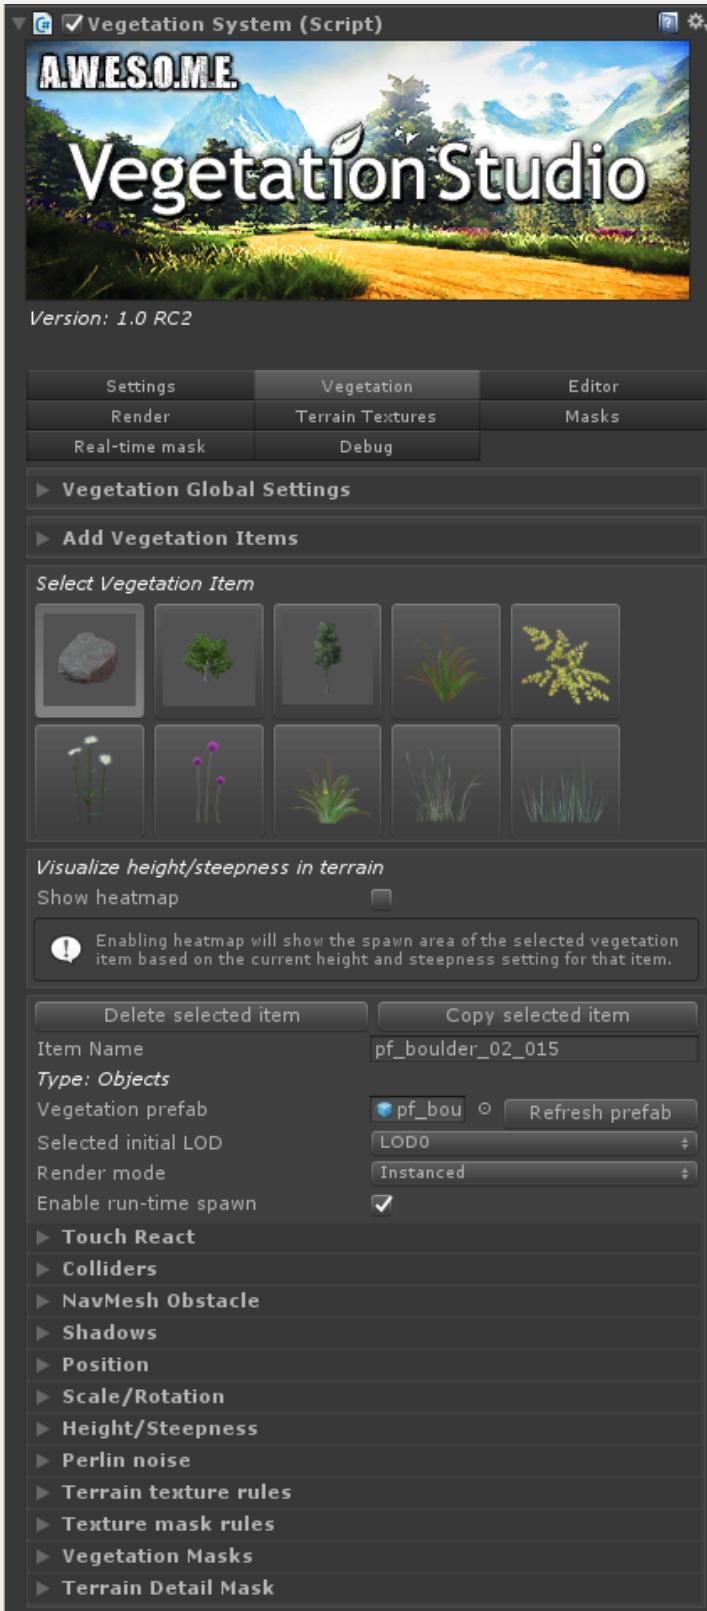 Vegetation System (Script)
A.W.E.S.O.M.E.
Vegetation Studio
Version: 1.0 RC2
Settings Vegetation Editor
Render Terrain Textures Masks
Real-time mask Debug
Vegetation Global Settings
Add Vegetation Items
Select Vegetation Item
Visualize height/steepness in terrain
Show heatmap
Enabling heatmap will show the spawn area of the selected vegetation
item based on the current height and steepness setting for that item.
Delete selected item Copy selected item
Item Name pf_boulder_02_015
Type: Objects
Vegetation prefab pf_bou Refresh prefab
Selected initial LOD LOD0
Render mode Instanced
Enable run-time spawn
Touch React
Colliders
NavMesh Obstacle
Shadows
Position
Scale/Rotation
Height/Steepness
Perlin noise
Terrain texture rules
Texture mask rules
Vegetation Masks
Terrain Detail Mask